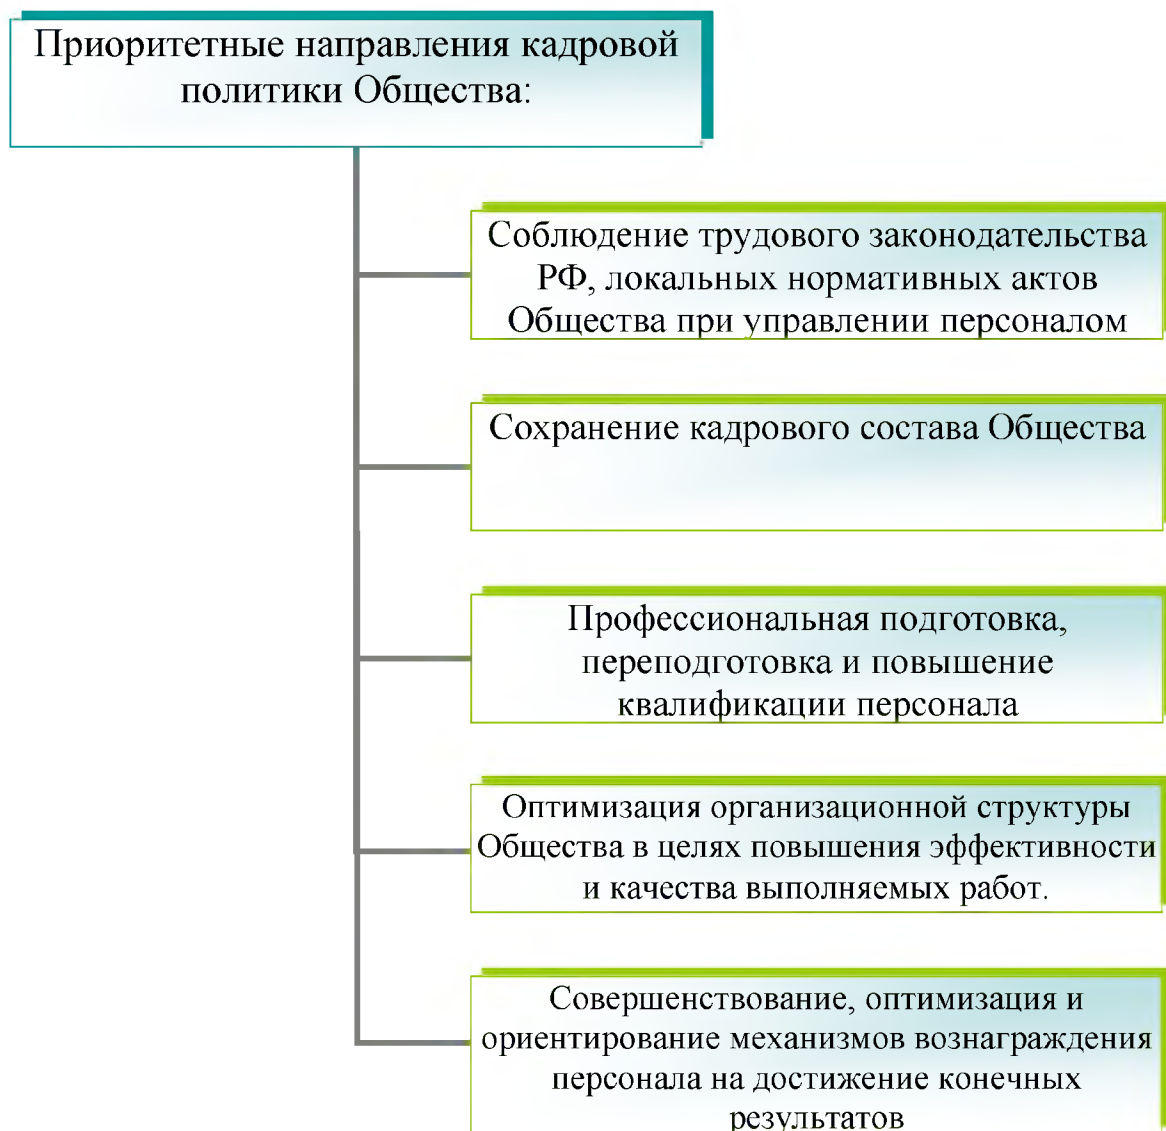 Приоритетные направления кадровой
политики Общества:
Соблюдение трудового законодательства
РФ, локальных нормативных актов
Общества при управлении персоналом
Сохранение кадрового состава Общества
Профессиональная подготовка,
переподготовка и повышение
квалификации персонала
Оптимизация организационной структуры
Общества в целях повышения эффективности
и качества выполняемых работ.
Совершенствование, оптимизация и
ориентирование механизмов вознаграждения
персонала на достижение конечных
результатов